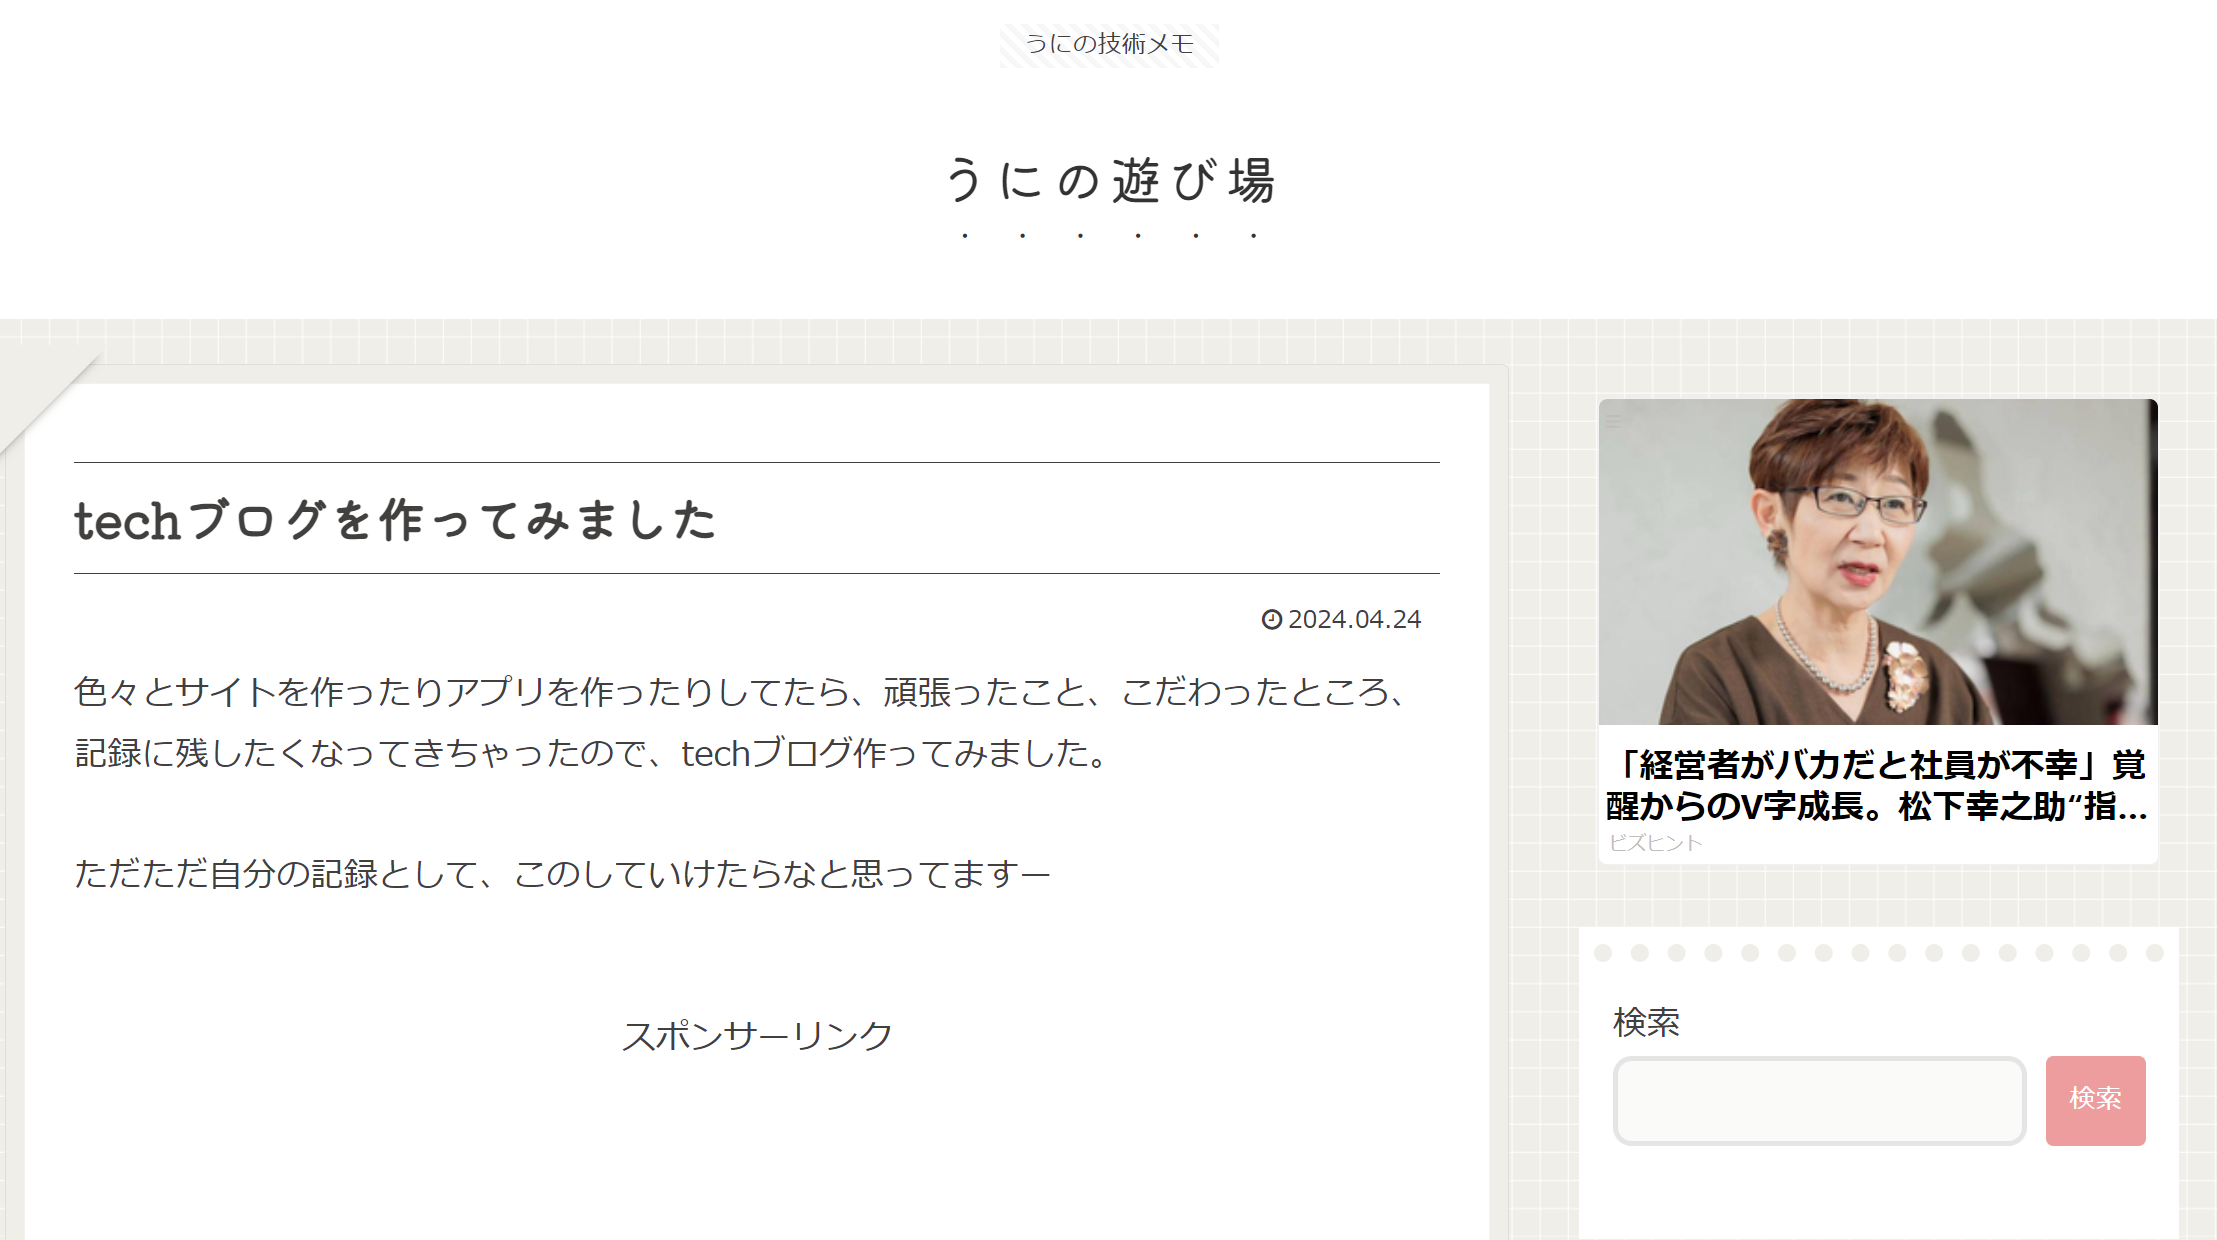 うにの技術メモ
うにの遊び場
techブログを作ってみました
2024.04.24
色々とサイトを作ったりアプリを作ったりしてたら、頑張ったこと、こだわったところ、
記録に残したくなってきちゃったので、techブログ作ってみました。
ただただ自分の記録として、このしていけたらなと思ってますー
スポンサーリンク
「経営者がバカだと社員が不幸」覚
醒からのV字成長。松下幸之助“指...
ビズヒント
検索
検索